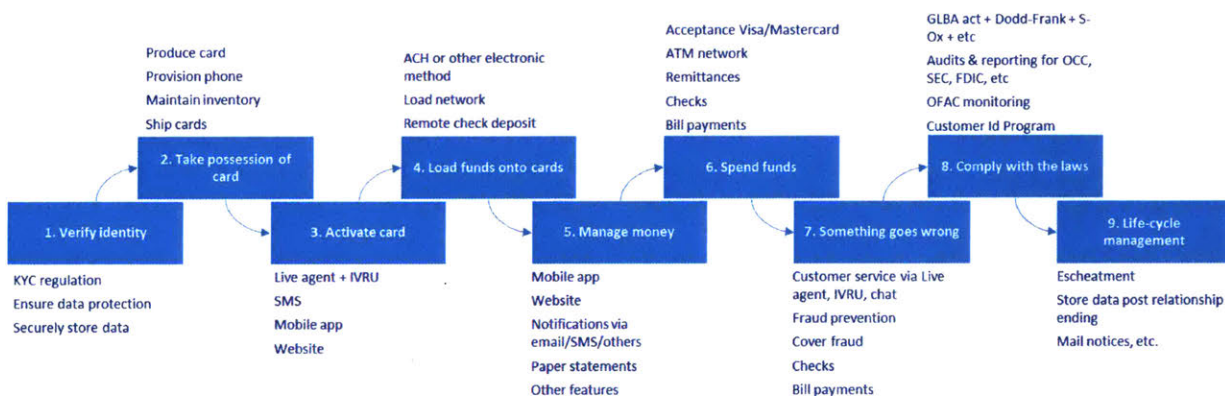 Produce card
Provision phone
Maintain inventory
Ship cards
2. Take possession of
card
ACH or other electronic
method
Load network
Remote check deposit
4. Load funds onto cards
Acceptance Visa/Mastercard
ATM network
Remittances
Checks
Bill payments
6. Spend funds
GLBA act + Dodd-Frank + S-
Ox + etc
Audits & reporting for OCC,
SEC, FDIC, etc
OFAC monitoring
Customer Id Program
8. Comply with the laws
1. Verify identity
KYC regulation
Ensure data protection
Securely store data
3. Activate card
Live agent + IVRU
SMS
Mobile app
Website
5. Manage money
Mobile app
Website
Notifications via
email/SMS/others
Paper statements
Other features
7. Something goes wrong
Customer service via Live
agent, IVRU, chat
Fraud prevention
Cover fraud
Checks
Bill payments
9. Life-cycle
management
Escheatment
Store data post relationship
ending
Mail notices, etc.